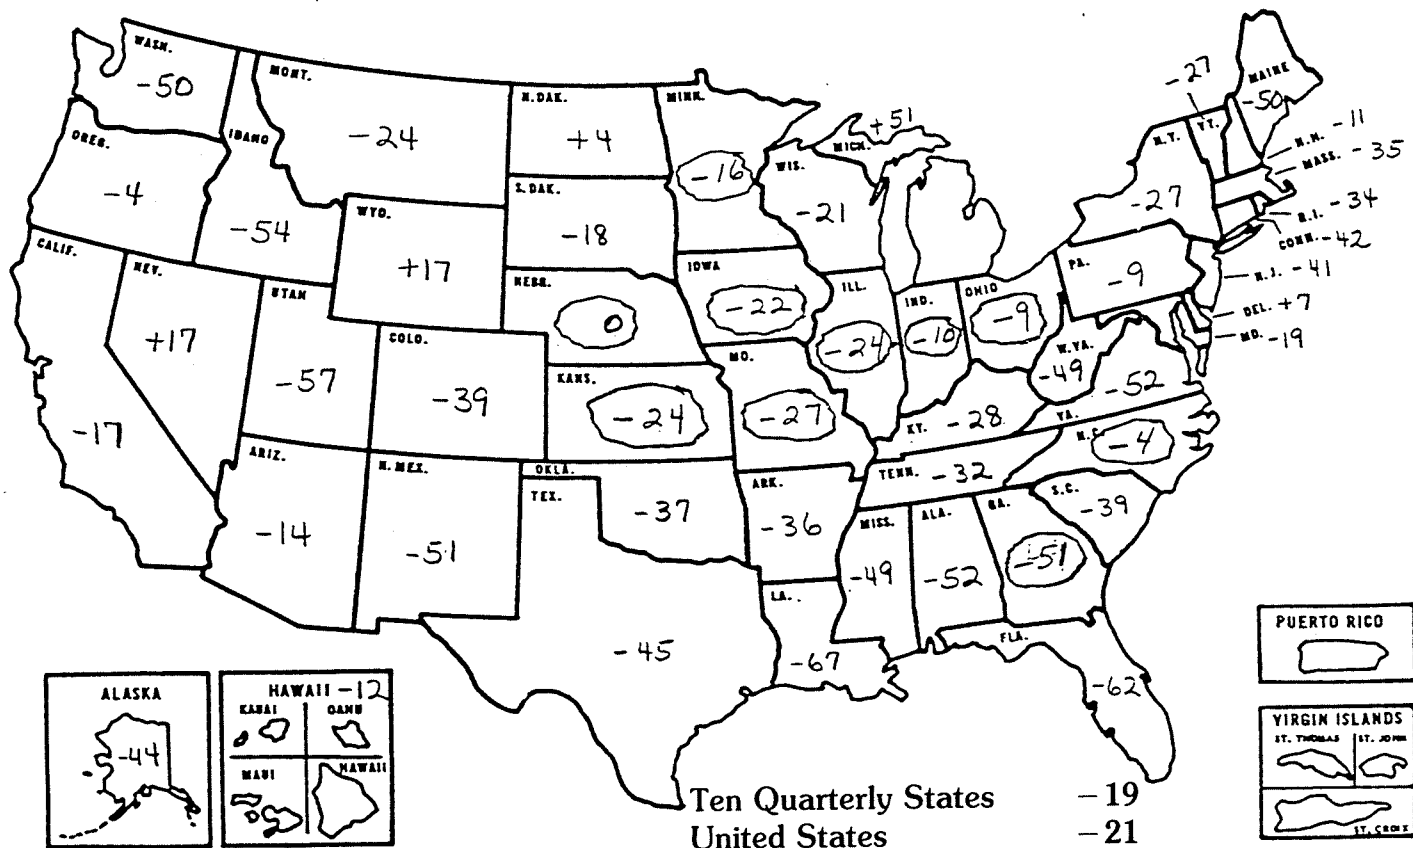 WASH.
-50
MONT.
-24
N.DAK.
+4
MINN.
-16
+51
MICH.
-27
VT.
MAINE
-50
N.H. -11
MASS. -35
R.I. -34
CONN. -42
N.J. -41
DEL. +7
MD. -19
OREG.
-4
IDAHO
-54
WYO.
+17
S.DAK.
-18
WIS.
-21
N.Y.
-27
PA.
-9
CALIF.
-17
NEV.
+17
UTAH
-57
COLO.
-39
NEBR.
0
IOWA
-22
ILL.
-24
IND.
-10
OHIO
-9
W.VA.
-49
-52
VA.
KANS.
-24
MO.
-27
KY. -28
N.C.
-4
TENN. -32
ARIZ.
-14
N.MEX.
-51
OKLA.
-37
TEX.
-45
ARK.
-36
MISS.
-49
ALA.
-52
GA.
-51
S.C.
-39
LA.
-67
FLA.
-62
ALASKA
-44
HAWAII -12
KAUAI
OAHU
MAUI
HAWAII
PUERTO RICO
VIRGIN ISLANDS
ST. THOMAS
ST. JOHN
ST. CROIX
Ten Quarterly States -19
United States -21